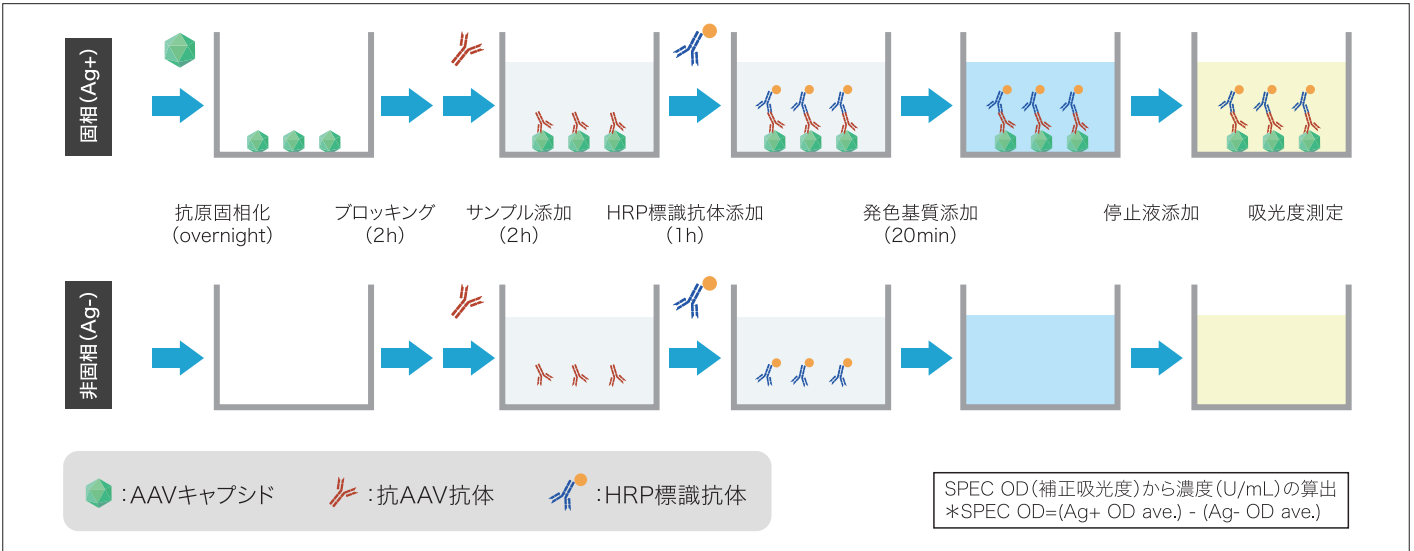 固相(Ag+)
抗原固相化
(overnight)
ブロッキング
(2h)
サンプル添加
(2h)
HRP標識抗体添加
(1h)
発色基質添加
(20min)
停止液添加
吸光度測定
非固相(Ag-)
:AAVキャプシド
:抗AAV抗体
:HRP標識抗体
SPEC OD(補正吸光度)から濃度(U/mL)の算出
*SPEC OD=(Ag+ OD ave.) - (Ag- OD ave.)